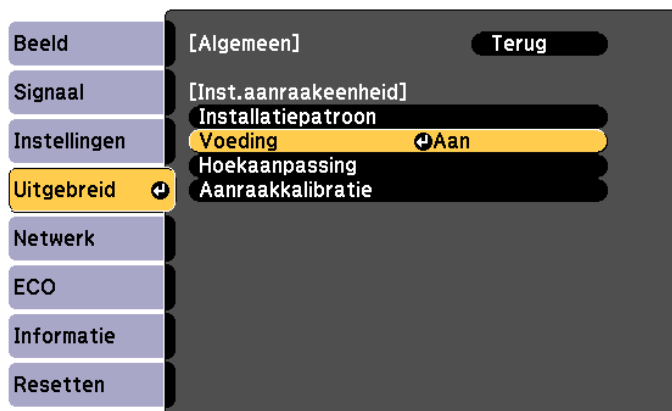 Beeld
Signaal
Instellingen
Uitgebreid
Netwerk
ECO
Informatie
Resetten
[Algemeen] Terug
[Inst.aanraakeenheid]
Installatiepatroon
Voeding Aan
Hoekaanpassing
Aanraakkalibratie